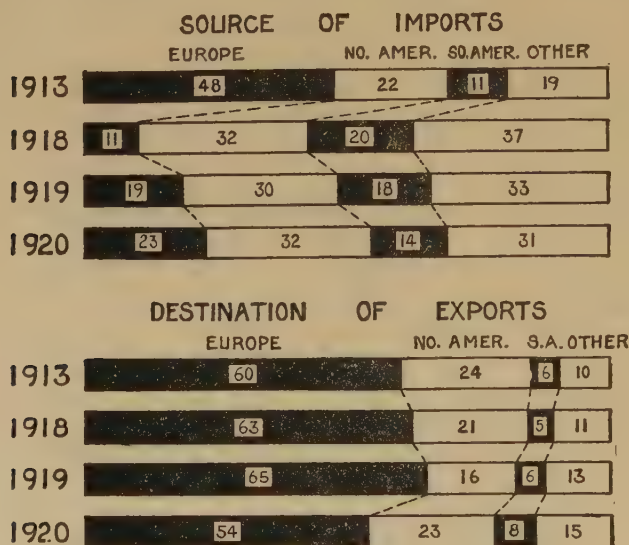 SOURCE OF IMPORTS
EUROPE NO. AMER. SO. AMER. OTHER
1913 48 22 11 19
1918 11 32 20 37
1919 19 30 18 33
1920 23 32 14 31
DESTINATION OF EXPORTS
EUROPE NO. AMER. S.A. OTHER
1913 60 24 6 10
1918 63 21 5 11
1919 65 16 6 13
1920 54 23 8 15